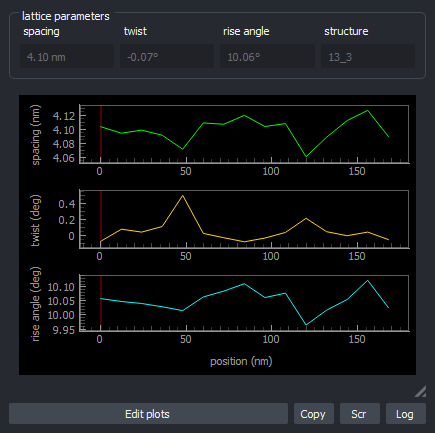 lattice parameters
spacing twist rise angle structure
4.10 nm -0.07° 10.06° 13_3
spacing (nm)
4.12
4.10
4.08
4.06
0 50 100 150
twist (deg)
0.4
0.2
0
0 50 100 150
rise angle (deg)
10.10
10.05
10.00
9.95
0 50 100 150
position (nm)
Edit plots Copy Scr Log